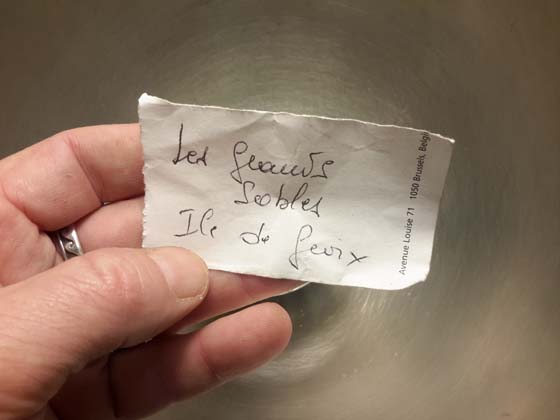 Les Grands
Sables
Ile de Groix
Avenue Louise 71 1050 Brussels, Belgi